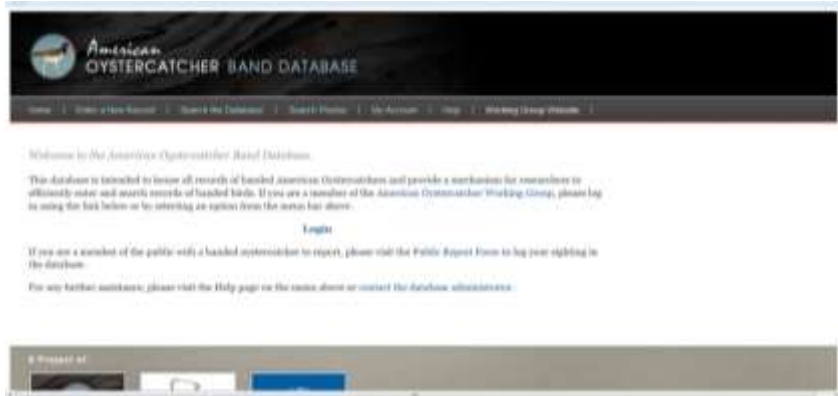 American
OYSTERCATCHER BAND DATABASE
Home | Enter a New Record | Search the Database | Search Photos | My Account | Help | Working Group Website |
Welcome to the American Oystercatcher Band Database.
This database is intended to house all records of banded American Oystercatchers and provide a mechanism for researchers to
efficiently enter and search records of banded birds. If you are a member of the American Oystercatcher Working Group, please log
in using the link below or by selecting an option from the menu bar above.
Login
If you are a member of the public with a banded oystercatcher to report, please visit the Public Report Form to log your sighting in
the database.
For any further assistance, please visit the Help page on the menu above or contact the database administrator.
A Project of: